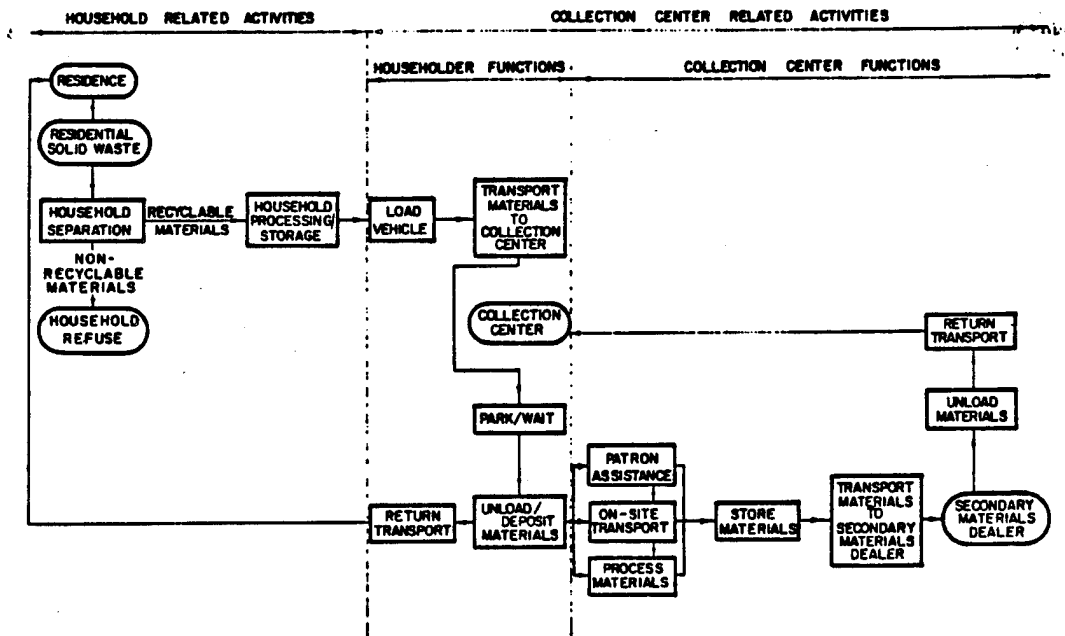 HOUSEHOLD RELATED ACTIVITIES
COLLECTION CENTER RELATED ACTIVITIES
HOUSEHOLDER FUNCTIONS
COLLECTION CENTER FUNCTIONS
RESIDENCE
RESIDENTIAL
SOLID WASTE
HOUSEHOLD
SEPARATION
RECYCLABLE
MATERIALS
HOUSEHOLD
PROCESSING/
STORAGE
LOAD
VEHICLE
TRANSPORT
MATERIALS
TO
COLLECTION
CENTER
NON-
RECYCLABLE
MATERIALS
HOUSEHOLD
REFUSE
COLLECTION
CENTER
RETURN
TRANSPORT
UNLOAD
MATERIALS
PARK/WAIT
PATRON
ASSISTANCE
RETURN
TRANSPORT
UNLOAD/
DEPOSIT
MATERIALS
ON-SITE
TRANSPORT
PROCESS
MATERIALS
STORE
MATERIALS
TRANSPORT
MATERIALS
TO
SECONDARY
MATERIALS
DEALER
SECONDARY
MATERIALS
DEALER